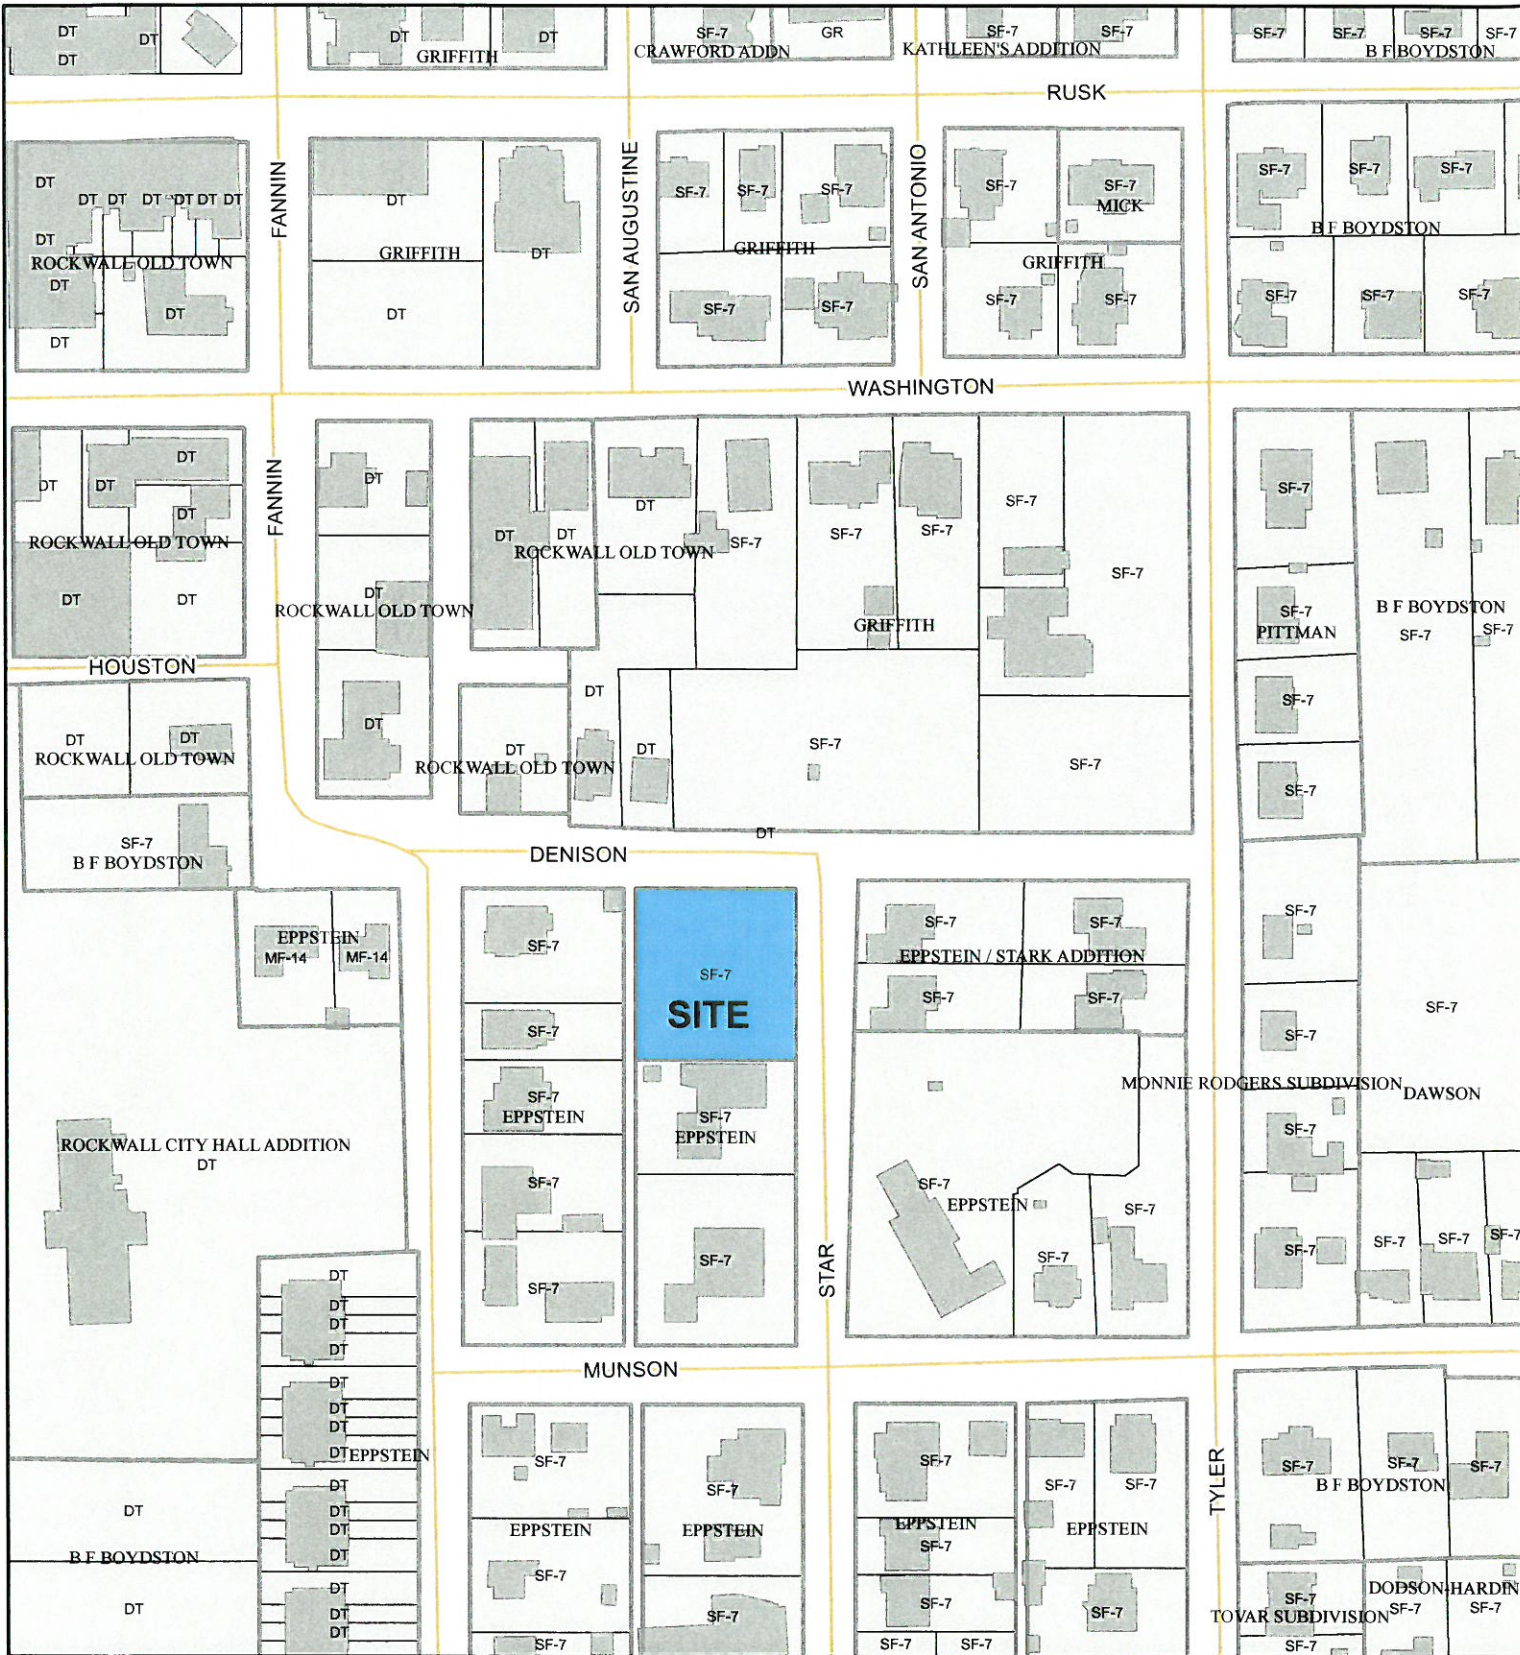 DT
DT
DT
DT
GRIFFITH
DT
SF-7
CRAWFORD ADDN
GR
SF-7
KATHLEEN'S ADDITION
SF-7
SF-7
SF-7
SF-7
SF-7
B F BOYDSTON
RUSK
DT
DT DT DT DT DT DT
DT
ROCKWALL OLD TOWN
DT
DT
DT
FANNIN
DT
GRIFFITH
DT
DT
SAN AUGUSTINE
SF-7
SF-7
SF-7
GRIFFITH
SF-7
SF-7
SAN ANTONIO
SF-7
SF-7
MICK
GRIFFITH
SF-7
SF-7
SF-7
SF-7
SF-7
B F BOYDSTON
SF-7
SF-7
SF-7
WASHINGTON
DT
DT
DT
DT
ROCKWALL OLD TOWN
DT
DT
FANNIN
DT
DT
ROCKWALL OLD TOWN
DT
DT
DT
DT
ROCKWALL OLD TOWN
SF-7
SF-7
SF-7
GRIFFITH
SF-7
SF-7
SF-7
SF-7
PITTMAN
SF-7
SF-7
B F BOYDSTON
SF-7
SF-7
HOUSTON
DT
DT
ROCKWALL OLD TOWN
SF-7
B F BOYDSTON
DT
DT
DT
ROCKWALL OLD TOWN
SF-7
SF-7
DT
DENISON
EPPSTEIN
MF-14
MF-14
SF-7
SF-7
SF-7
EPPSTEIN
SF-7
SF-7
SF-7
SITE
SF-7
EPPSTEIN
SF-7
STAR
SF-7
SF-7
EPPSTEIN / STARK ADDITION
SF-7
SF-7
SF-7
EPPSTEIN
SF-7
SF-7
SF-7
SF-7
SF-7
MONNIE RODGERS SUBDIVISION
DAWSON
SF-7
SF-7
SF-7
SF-7
SF-7
ROCKWALL CITY HALL ADDITION
DT
DT
DT
DT
DT
DT
DT
DT
DT
EPPSTEIN
DT
DT
DT
DT
DT
DT
DT
DT
B F BOYDSTON
DT
MUNSON
SF-7
EPPSTEIN
SF-7
SF-7
SF-7
EPPSTEIN
SF-7
SF-7
EPPSTEIN
SF-7
SF-7
SF-7
SF-7
SF-7
SF-7
EPPSTEIN
SF-7
TYLER
SF-7
SF-7
SF-7
B F BOYDSTON
SF-7
TOVAR SUBDIVISION
SF-7
DODSON-HARDIN
SF-7
SF-7